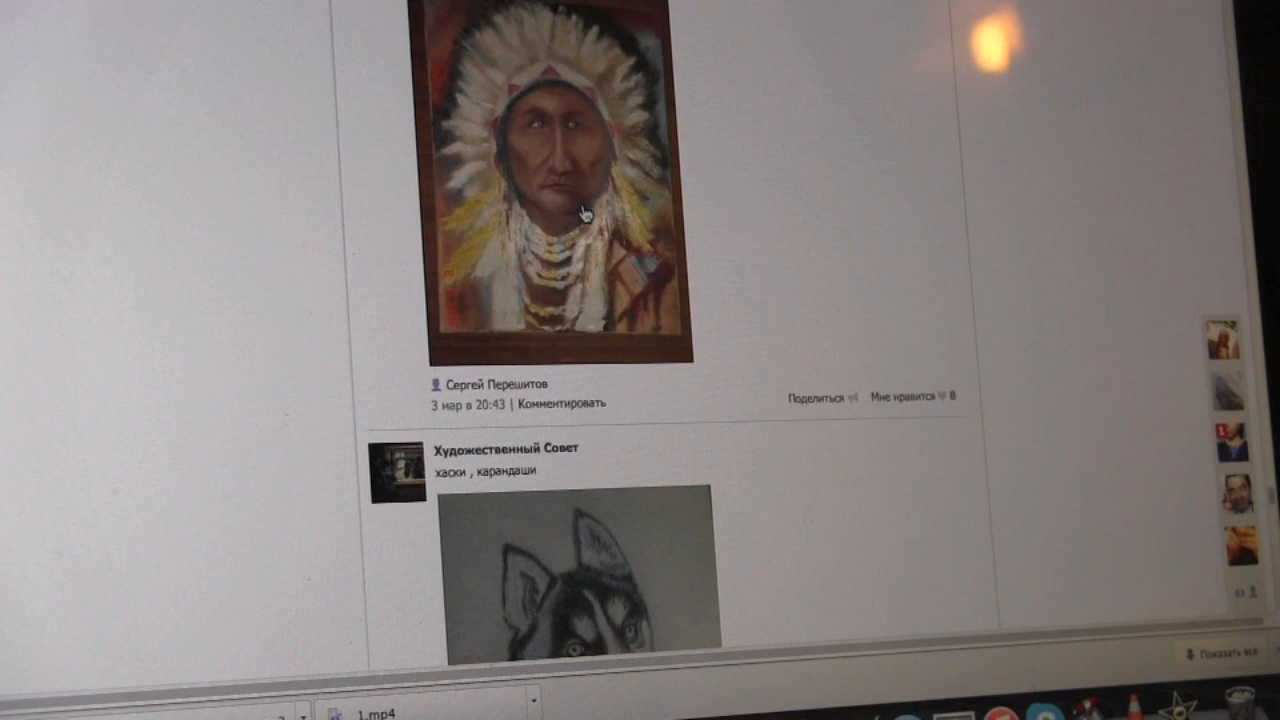 Сергей Перешитов
3 мар в 20:43 | Комментировать
Поделиться
Мне нравится 8
Художественный Совет
хаски , карандаши
1
Показать все
1.mp4